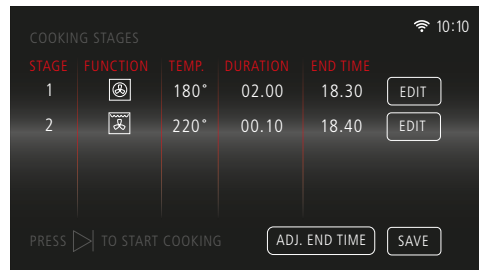 10:10
COOKING STAGES
STAGE FUNCTION TEMP. DURATION END TIME
1 180° 02.00 18.30 EDIT
2 220° 00.10 18.40 EDIT
PRESS TO START COOKING ADJ. END TIME SAVE